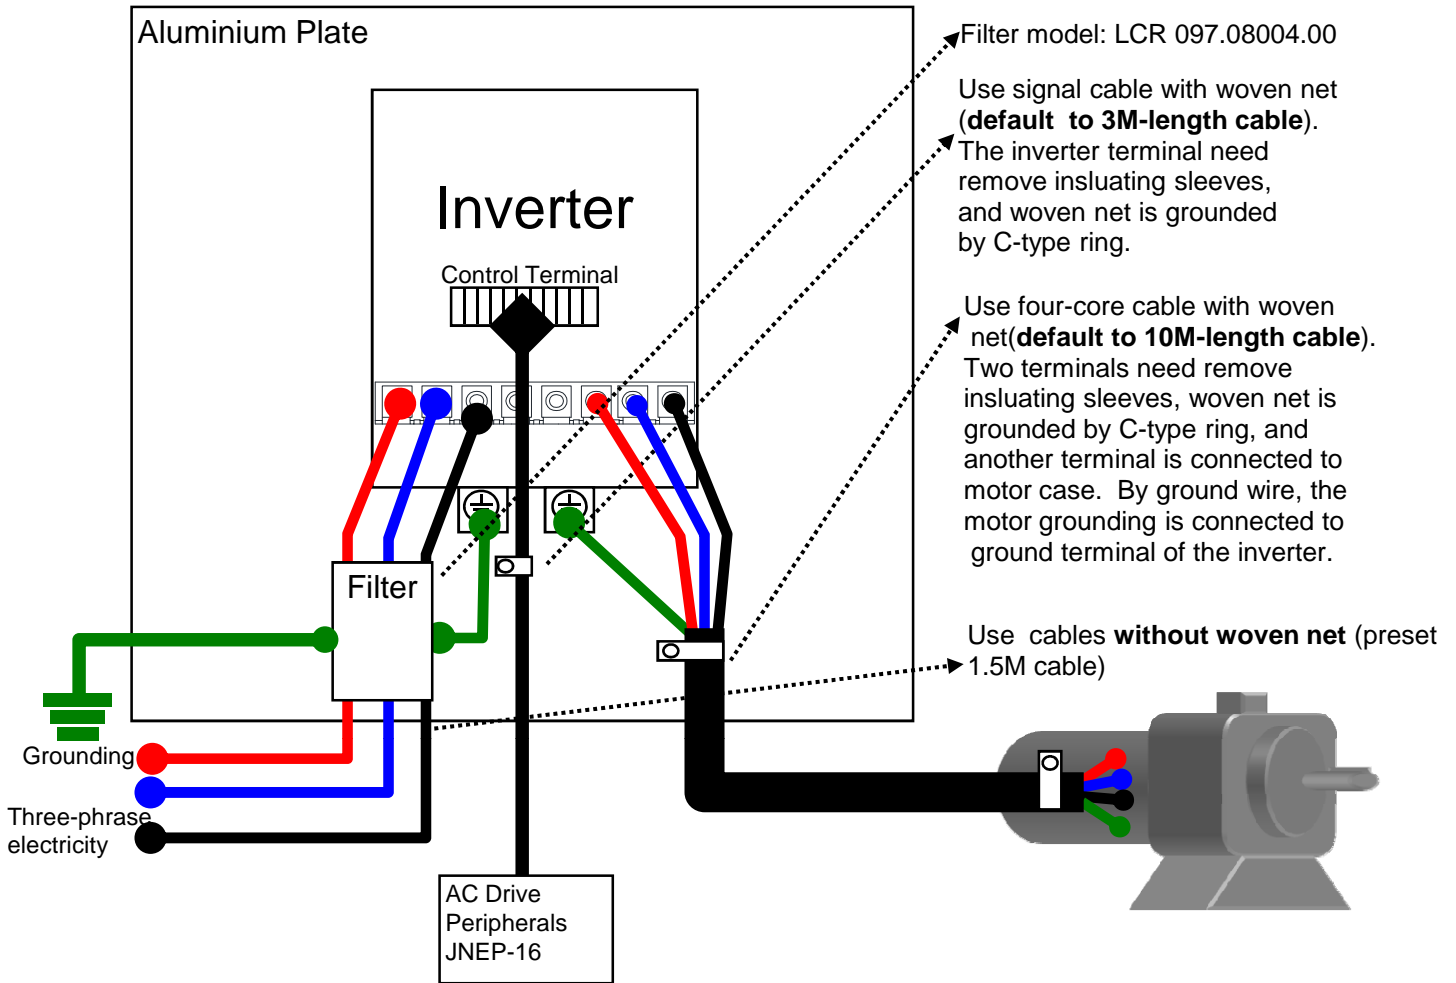 Aluminium Plate
Inverter
Control Terminal
Filter
Grounding
Three-phrase
electricity
AC Drive
Peripherals
JNEP-16
Filter model: LCR 097.08004.00
Use signal cable with woven net
(default to 3M-length cable).
The inverter terminal need
remove insluating sleeves,
and woven net is grounded
by C-type ring.
Use four-core cable with woven
net(default to 10M-length cable).
Two terminals need remove
insluating sleeves, woven net is
grounded by C-type ring, and
another terminal is connected to
motor case. By ground wire, the
motor grounding is connected to
ground terminal of the inverter.
Use cables without woven net (preset
1.5M cable)